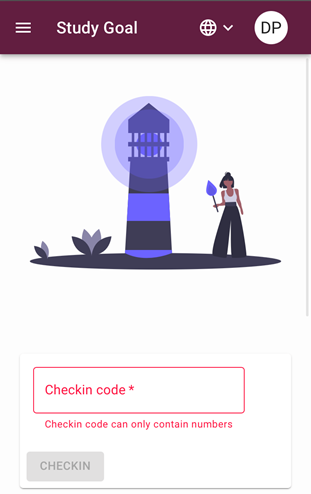 Study Goal
DP
Checkin code *
Checkin code can only contain numbers
CHECKIN